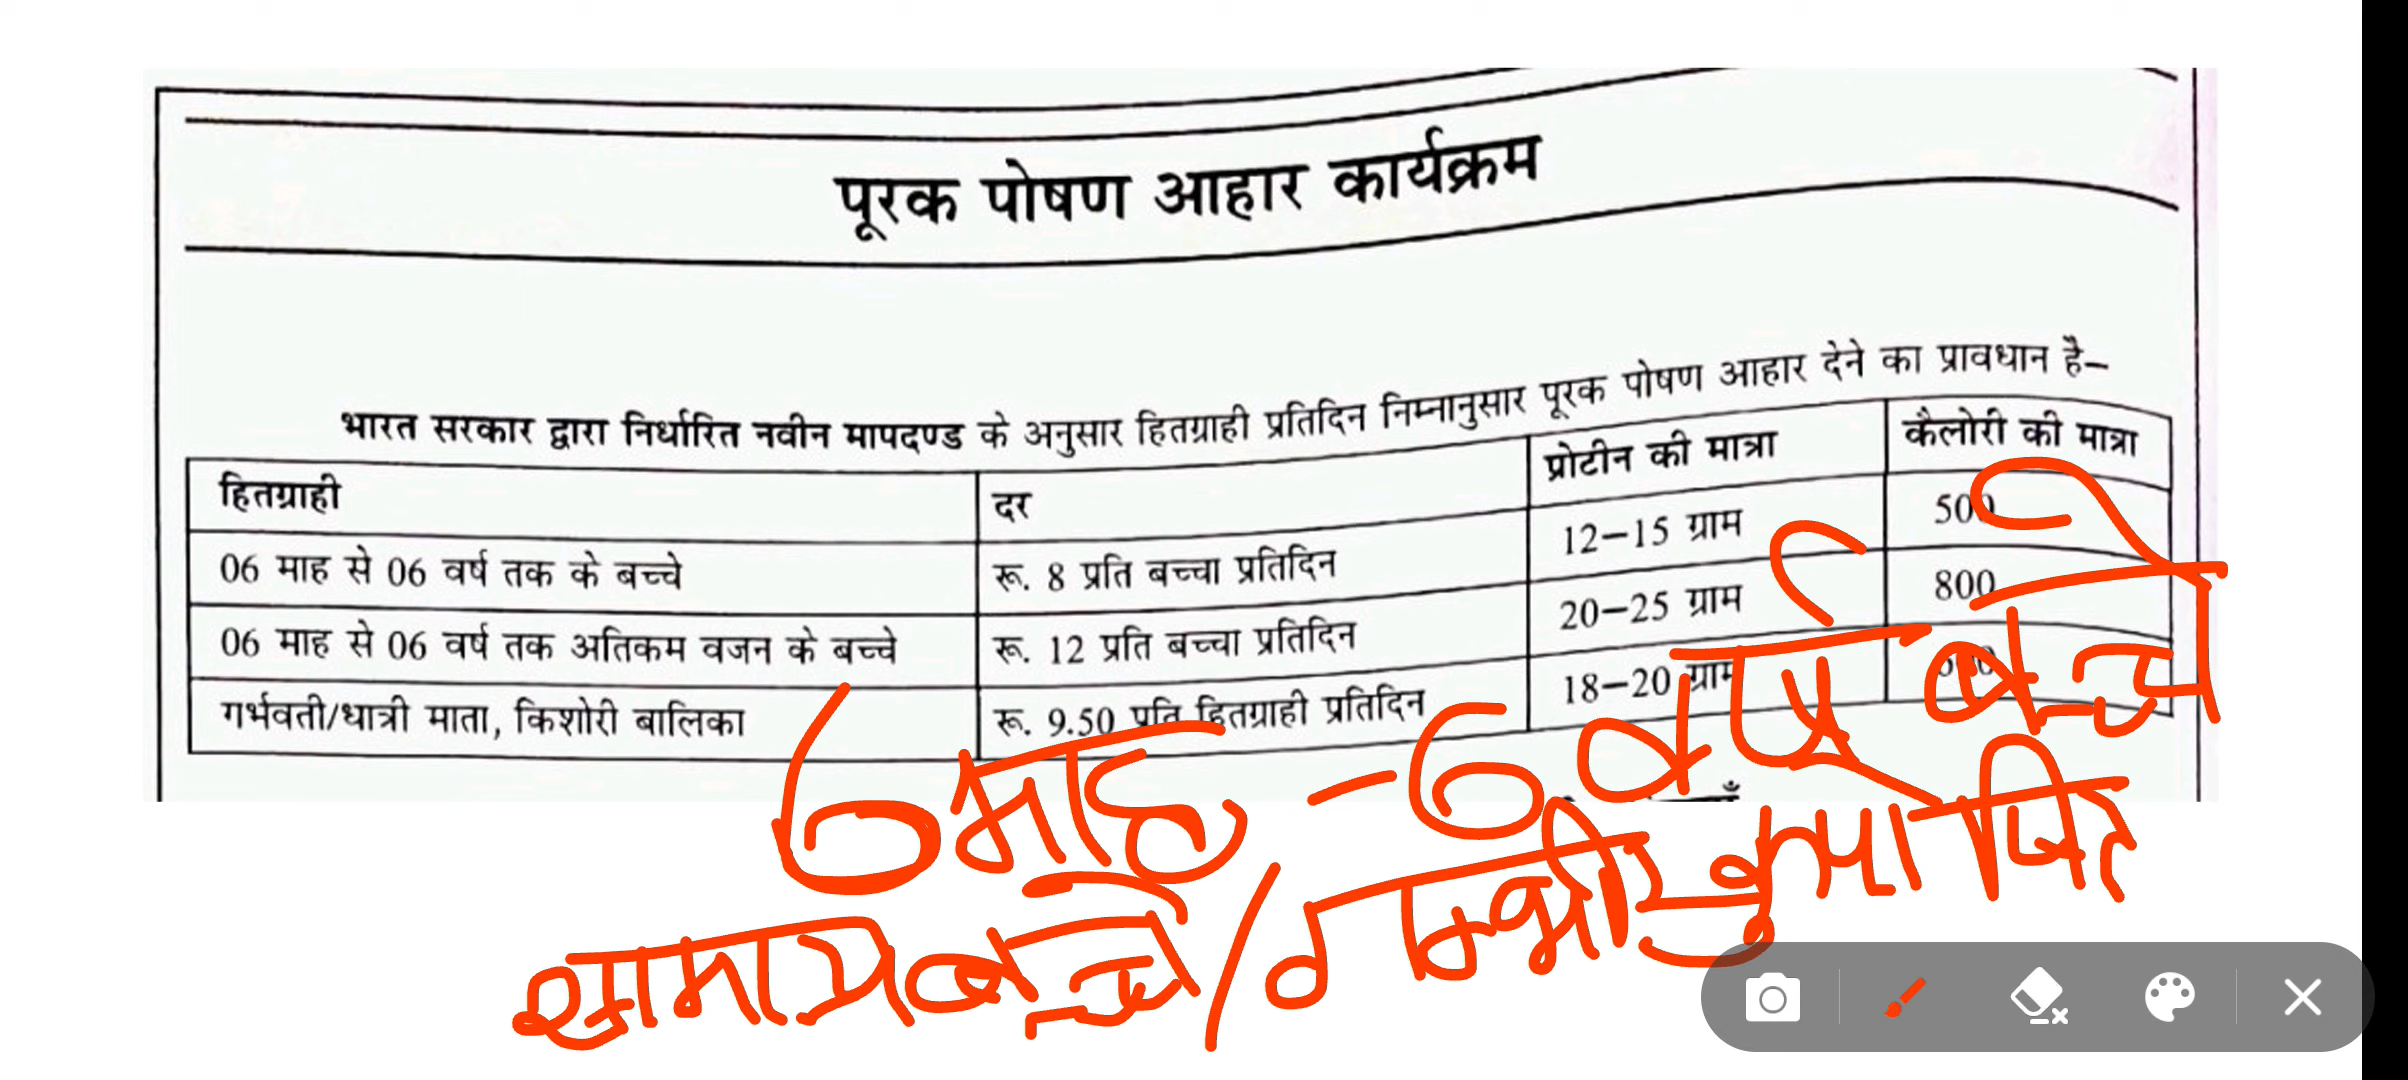 पूरक पोषण आहार कार्यक्रम
भारत सरकार द्वारा निर्धारित नवीन मापदण्ड के अनुसार हितग्राही प्रतिदिन निम्नानुसार पूरक पोषण आहार देने का प्रावधान है–
हितग्राही दर प्रोटीन की मात्रा कैलोरी की मात्रा
06 माह से 06 वर्ष तक के बच्चे रू. 8 प्रति बच्चा प्रतिदिन 12–15 ग्राम 500
06 माह से 06 वर्ष तक अतिकम वजन के बच्चे रू. 12 प्रति बच्चा प्रतिदिन 20–25 ग्राम 800
गर्भवती/धात्री माता, किशोरी बालिका रू. 9.50 प्रति हितग्राही प्रतिदिन 18–20 ग्राम
6 माह - 6 वर्ष बच्चे
सामान्य बच्चे /